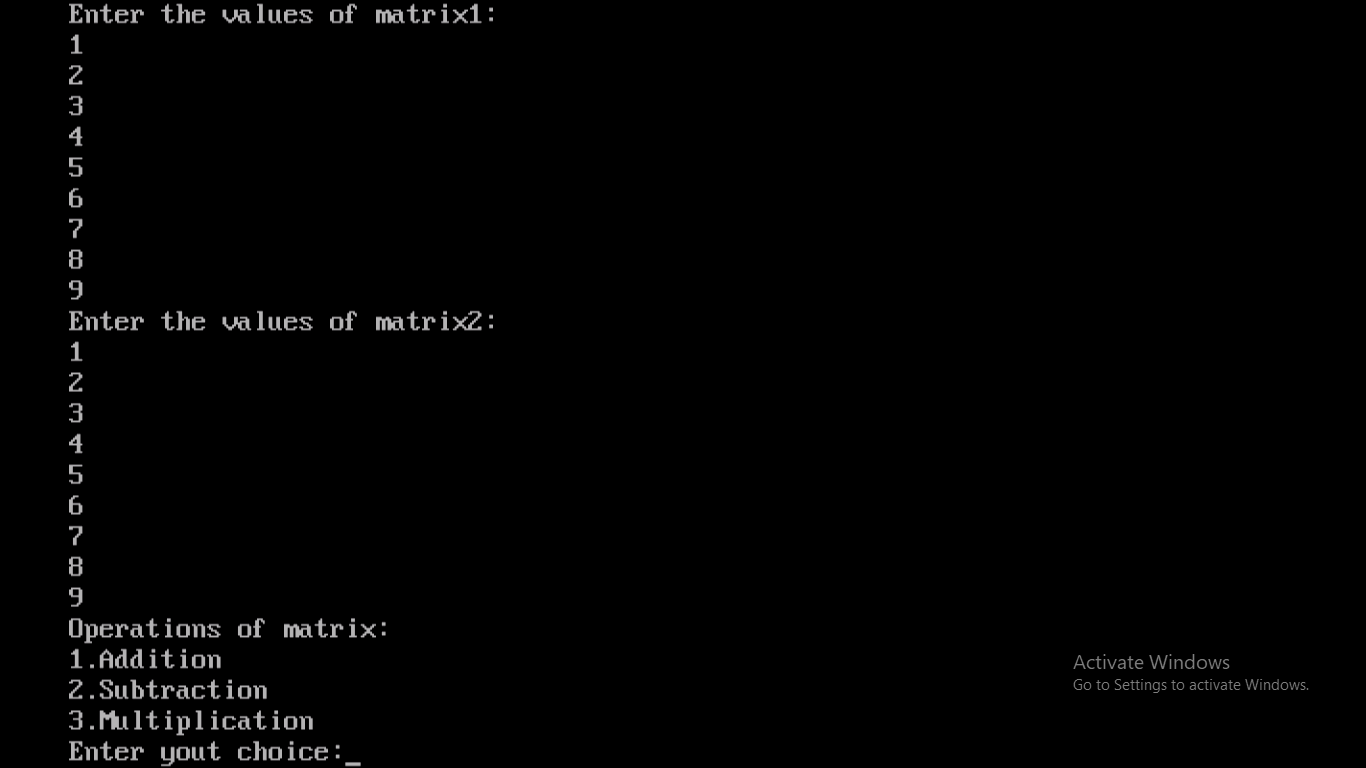 Enter the values of matrix1:
1
2
3
4
5
6
7
8
9
Enter the values of matrix2:
1
2
3
4
5
6
7
8
9
Operations of matrix:
1.Addition
2.Subtraction
3.Multiplication
Enter yout choice:_
Activate Windows
Go to Settings to activate Windows.